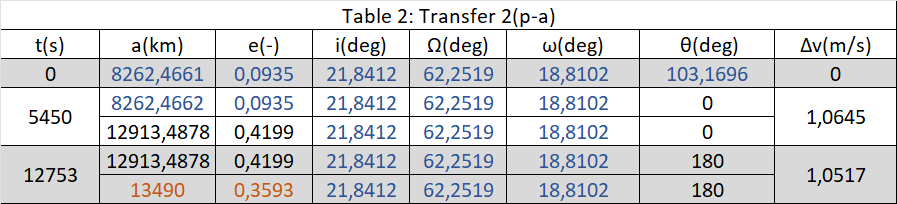 Table 2: Transfer 2(p-a)
t(s) a(km) e(-) i(deg) Ω(deg) ω(deg) θ(deg) Δv(m/s)
0 8262,4661 0,0935 21,8412 62,2519 18,8102 103,1696 0
5450 8262,4662 0,0935 21,8412 62,2519 18,8102 0 1,0645
12913,4878 0,4199 21,8412 62,2519 18,8102 0
12753 12913,4878 0,4199 21,8412 62,2519 18,8102 180 1,0517
13490 0,3593 21,8412 62,2519 18,8102 180